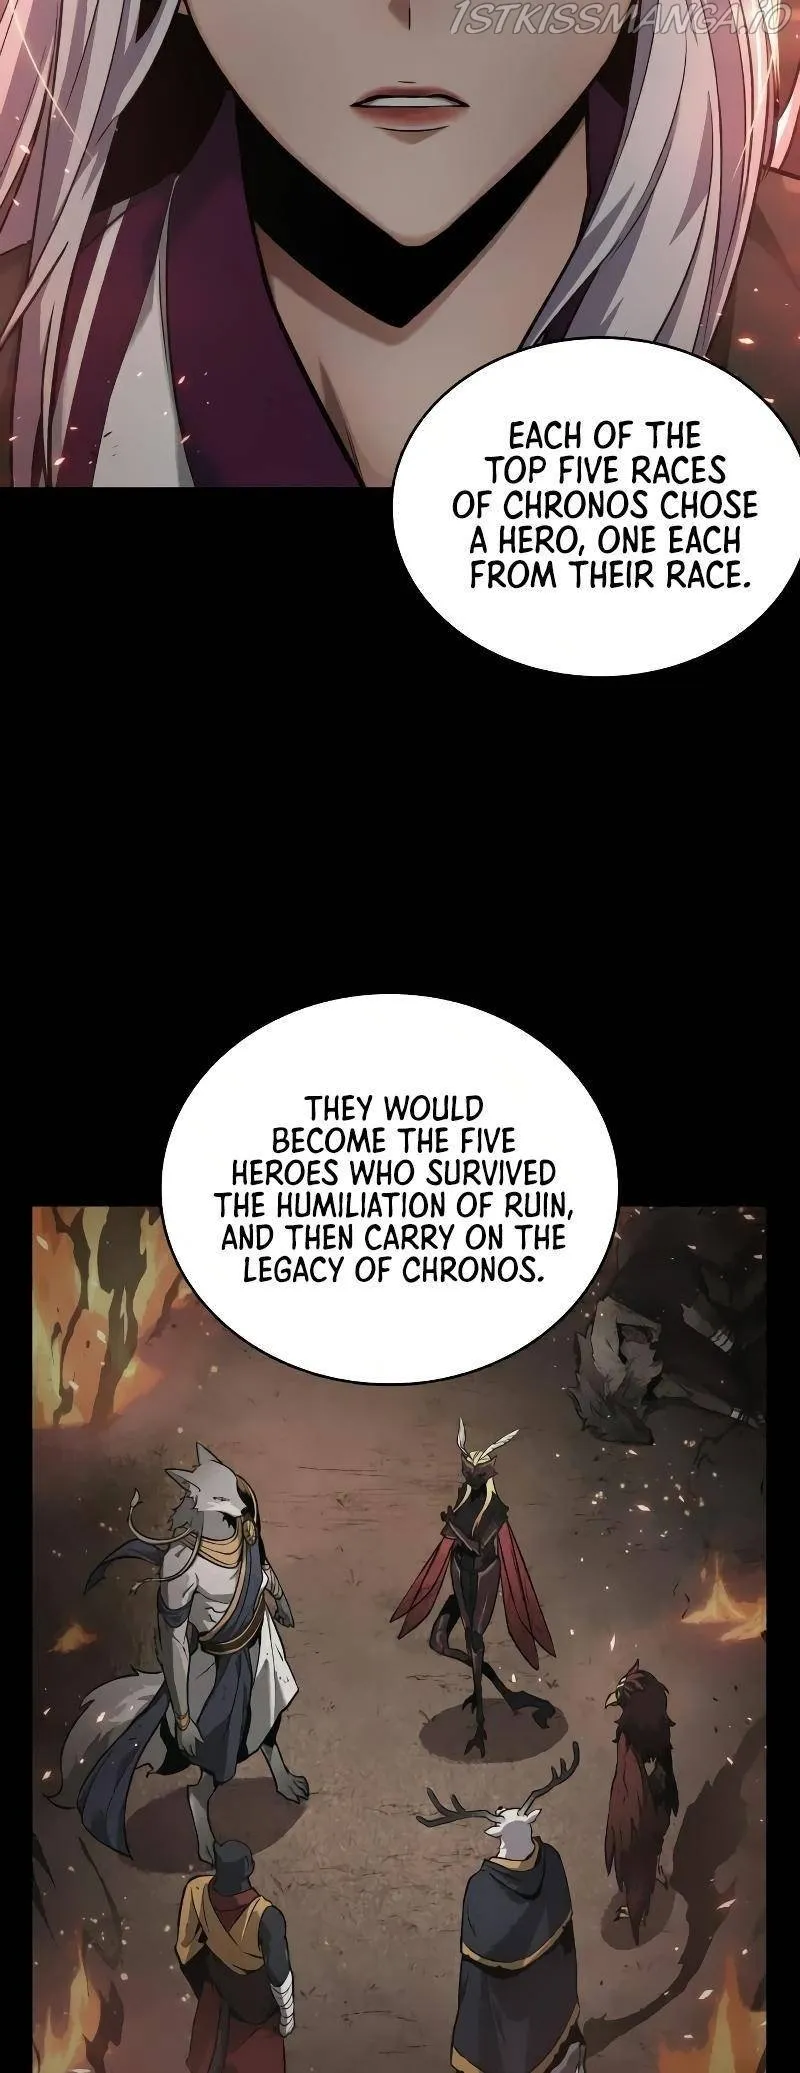 1STKISSMANGA.IO
EACH OF THE
TOP FIVE RACES
OF CHRONOS CHOSE
A HERO, ONE EACH
FROM THEIR RACE.
THEY WOULD
BECOME THE FIVE
HEROES WHO SURVIVED
THE HUMILIATION OF RUIN,
AND THEN CARRY ON THE
LEGACY OF CHRONOS.